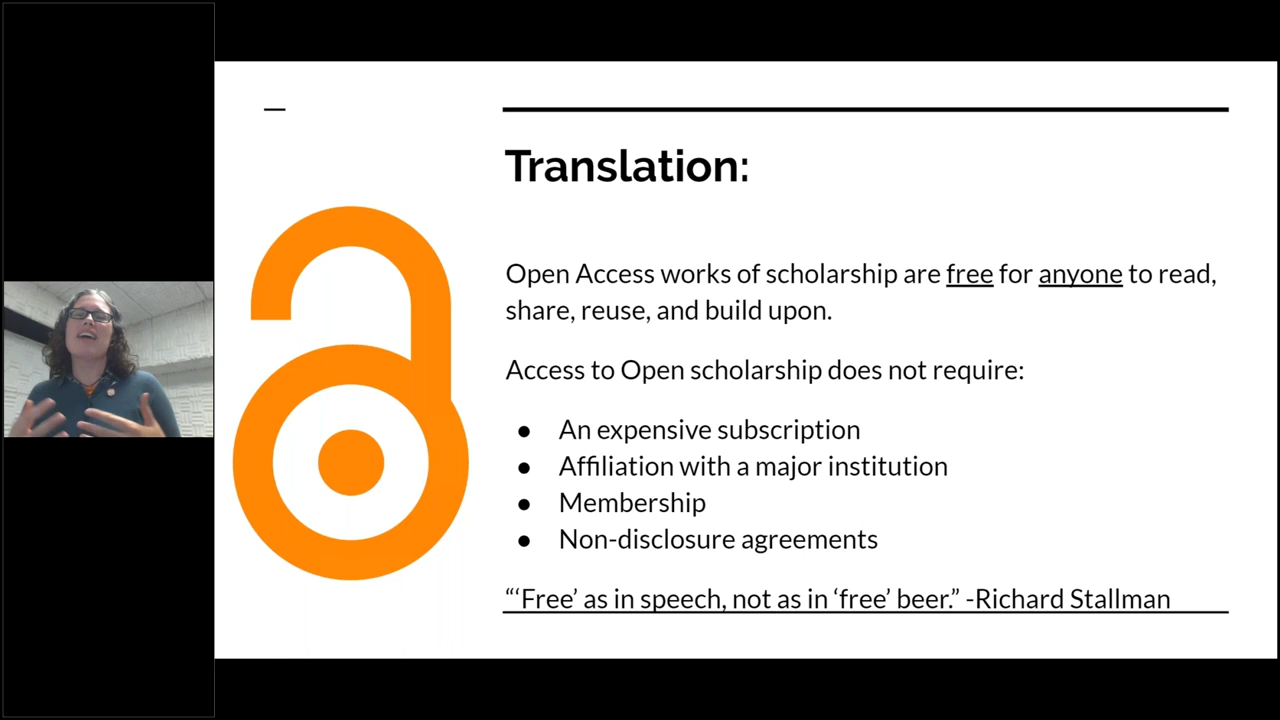 Translation:
Open Access works of scholarship are free for anyone to read,
share, reuse, and build upon.
Access to Open scholarship does not require:
● An expensive subscription
● Affiliation with a major institution
● Membership
● Non-disclosure agreements
“‘Free’ as in speech, not as in ‘free’ beer.” -Richard Stallman